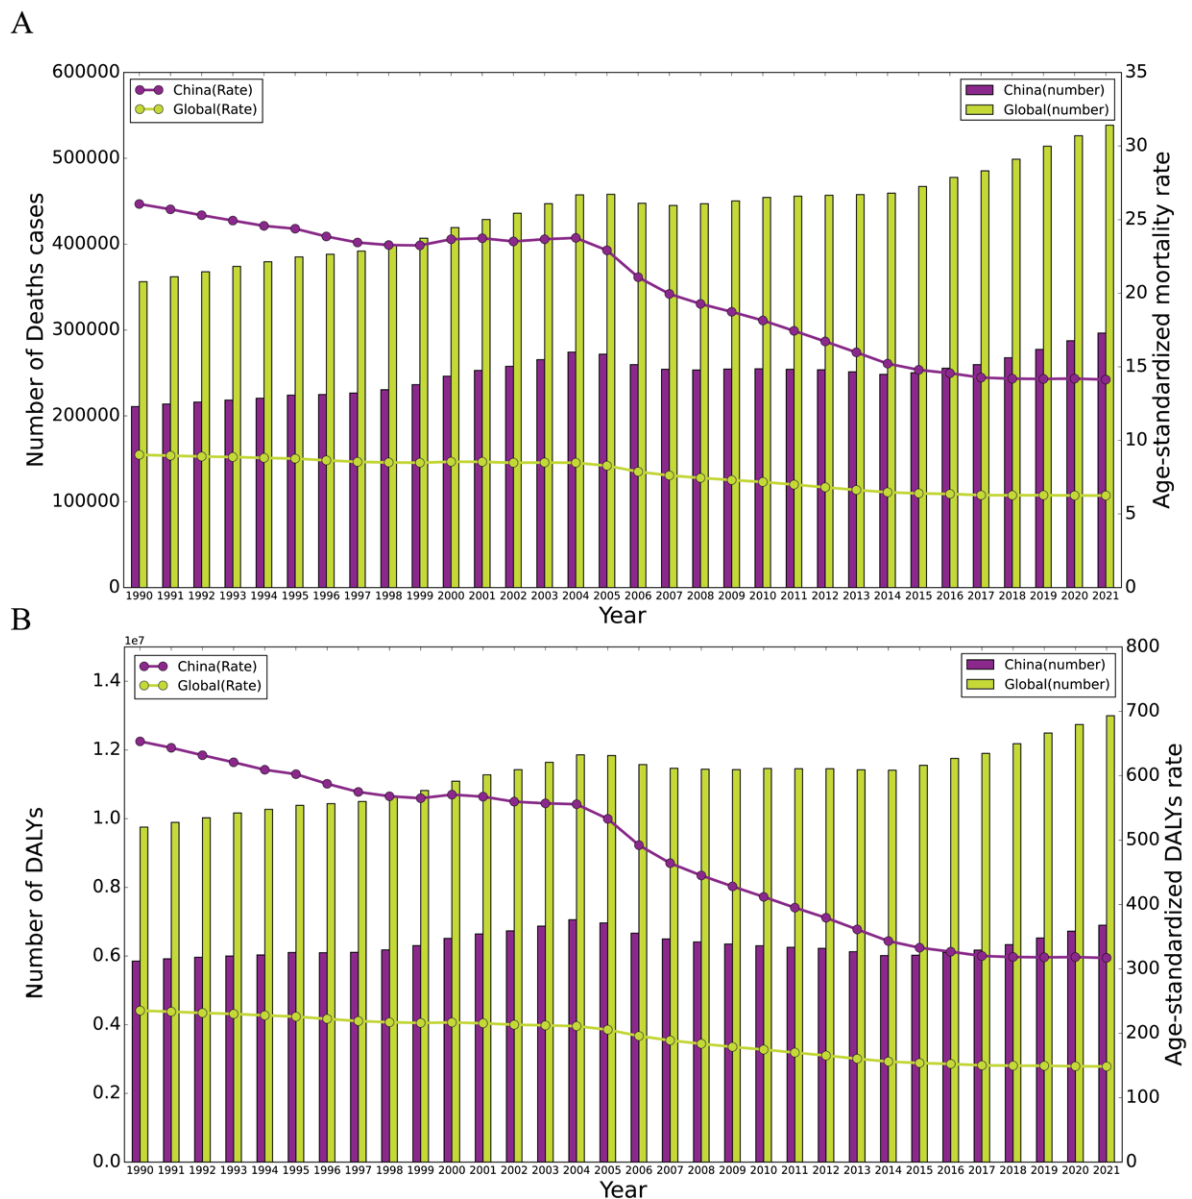 A
600000
500000
400000
300000
200000
100000
0
Number of Deaths cases
China(Rate)
Global(Rate)
China(number)
Global(number)
35
30
25
20
15
10
5
0
Age-standardized mortality rate
1990 1991 1992 1993 1994 1995 1996 1997 1998 1999 2000 2001 2002 2003 2004 2005 2006 2007 2008 2009 2010 2011 2012 2013 2014 2015 2016 2017 2018 2019 2020 2021
Year
B
1e7
1.4
1.2
1.0
0.8
0.6
0.4
0.2
0.0
Number of DALYs
China(Rate)
Global(Rate)
China(number)
Global(number)
800
700
600
500
400
300
200
100
0
Age-standardized DALYs rate
1990 1991 1992 1993 1994 1995 1996 1997 1998 1999 2000 2001 2002 2003 2004 2005 2006 2007 2008 2009 2010 2011 2012 2013 2014 2015 2016 2017 2018 2019 2020 2021
Year